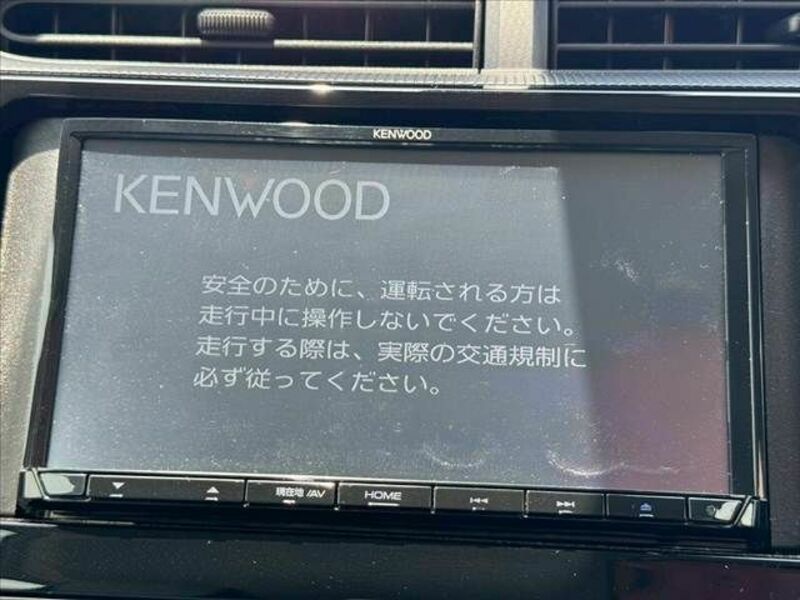 KENWOOD
KENWOOD
安全のために、運転される方は
走行中に操作しないでください。
走行する際は、実際の交通規制に
必ず従ってください。
現在地/AV HOME